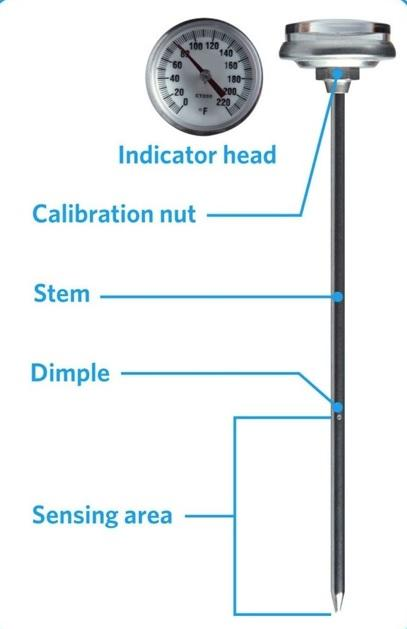 0 20 40 60 80 100 120 140 160 180 200 220
°F
Indicator head
Calibration nut
Stem
Dimple
Sensing area